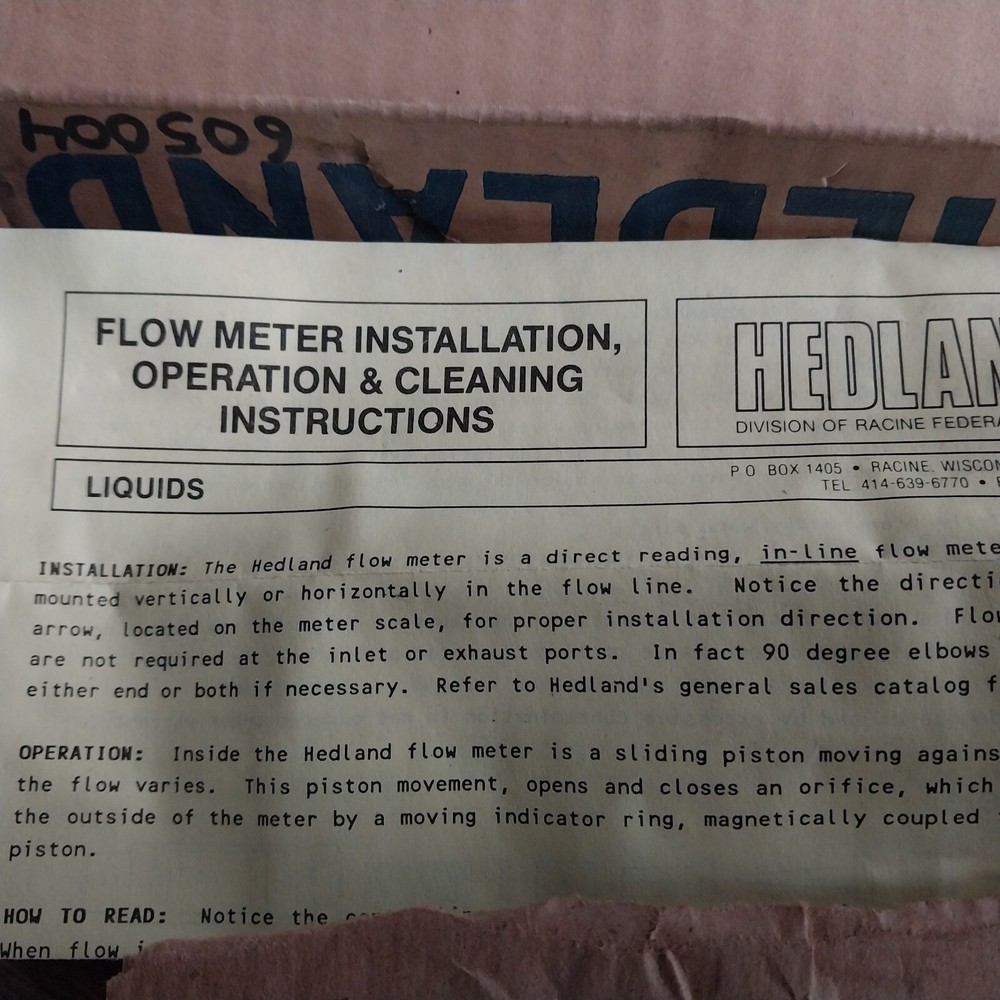 605004
HEDLAND
FLOW METER INSTALLATION,
OPERATION & CLEANING
INSTRUCTIONS
HEDLAN
DIVISION OF RACINE FEDERA
LIQUIDS
P O BOX 1405 • RACINE, WISCON
TEL 414-639-6770 •
INSTALLATION: The Hedland flow meter is a direct reading, in-line flow mete
mounted vertically or horizontally in the flow line. Notice the directi
arrow, located on the meter scale, for proper installation direction. Flow
are not required at the inlet or exhaust ports. In fact 90 degree elbows
either end or both if necessary. Refer to Hedland's general sales catalog f
OPERATION: Inside the Hedland flow meter is a sliding piston moving agains
the flow varies. This piston movement, opens and closes an orifice, which
the outside of the meter by a moving indicator ring, magnetically coupled
piston.
HOW TO READ: Notice the
When flow